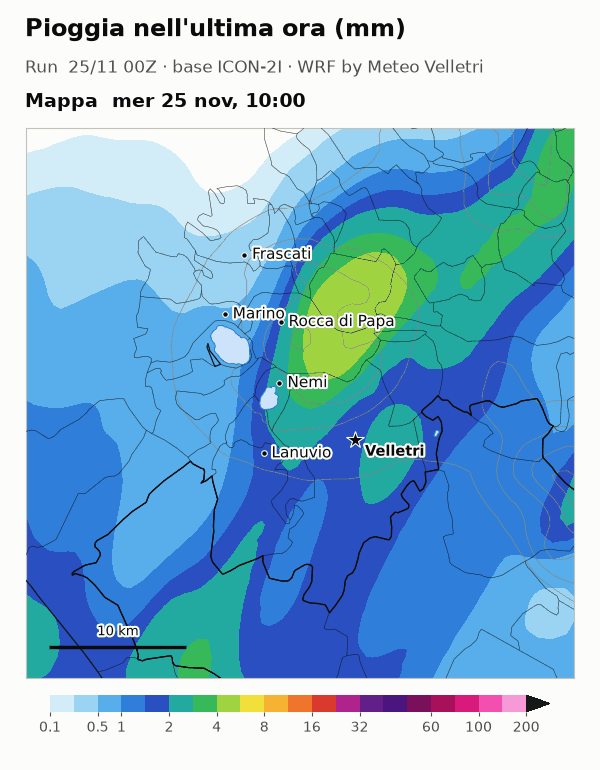 Pioggia nell'ultima ora (mm)
Run  25/11 00Z · base ICON-2I · WRF by Meteo Velletri
Mappa  mer 25 nov, 10:00
Frascati
Marino
Rocca di Papa
Nemi
Velletri
Lanuvio
10 km
0.1 0.5 1 2 4 8 16 32 60 100 200